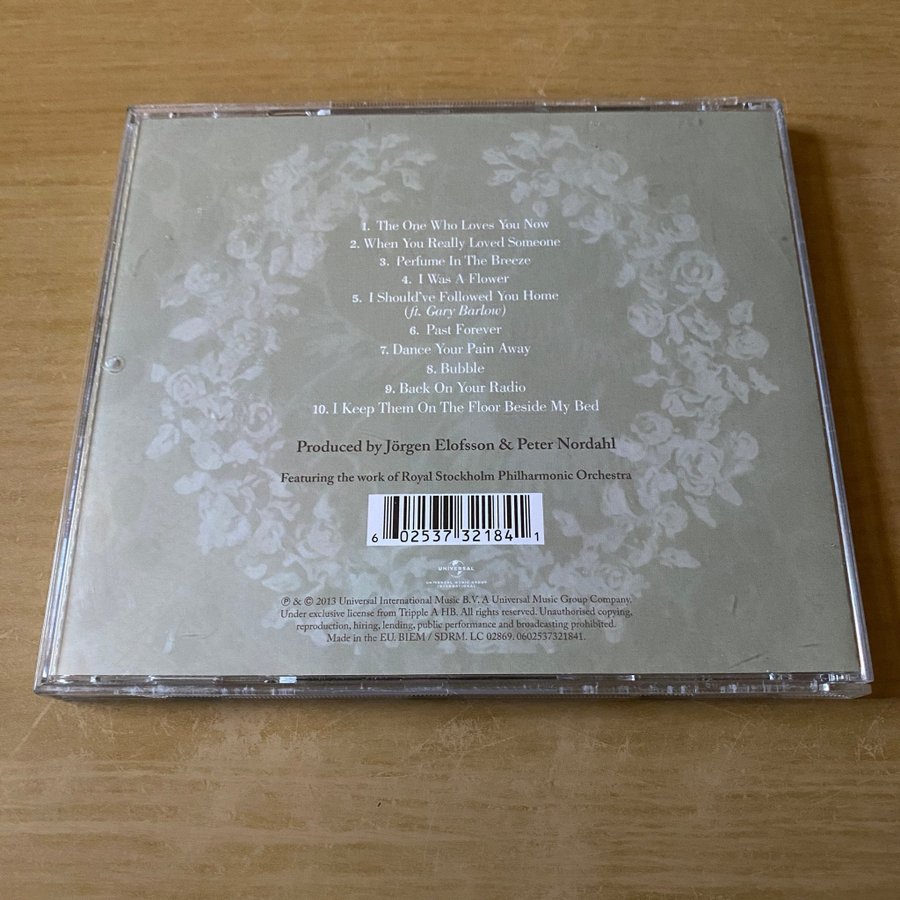 1. The One Who Loves You Now
2. When You Really Loved Someone
3. Perfume In The Breeze
4. I Was A Flower
5. I Should've Followed You Home
(ft. Gary Barlow)
6. Past Forever
7. Dance Your Pain Away
8. Bubble
9. Back On Your Radio
10. I Keep Them On The Floor Beside My Bed
Produced by Jörgen Elofsson & Peter Nordahl
Featuring the work of Royal Stockholm Philharmonic Orchestra
6 02537 32184 1
UNIVERSAL
UNIVERSAL MUSIC GROUP
INTERNATIONAL
℗ & © 2013 Universal International Music B.V. A Universal Music Group Company.
Under exclusive license from Tripple A HB. All rights reserved. Unauthorised copying,
reproduction, hiring, lending, public performance and broadcasting prohibited.
Made in the EU. BIEM / SDRM. LC 02869. 0602537321841.